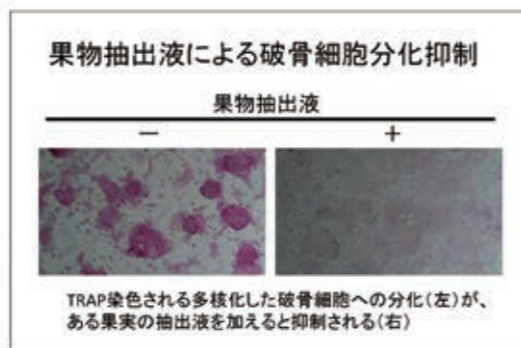 果物抽出液による破骨細胞分化抑制
果物抽出液
－ ＋
TRAP染色される多核化した破骨細胞への分化(左)が、
ある果実の抽出液を加えると抑制される(右)